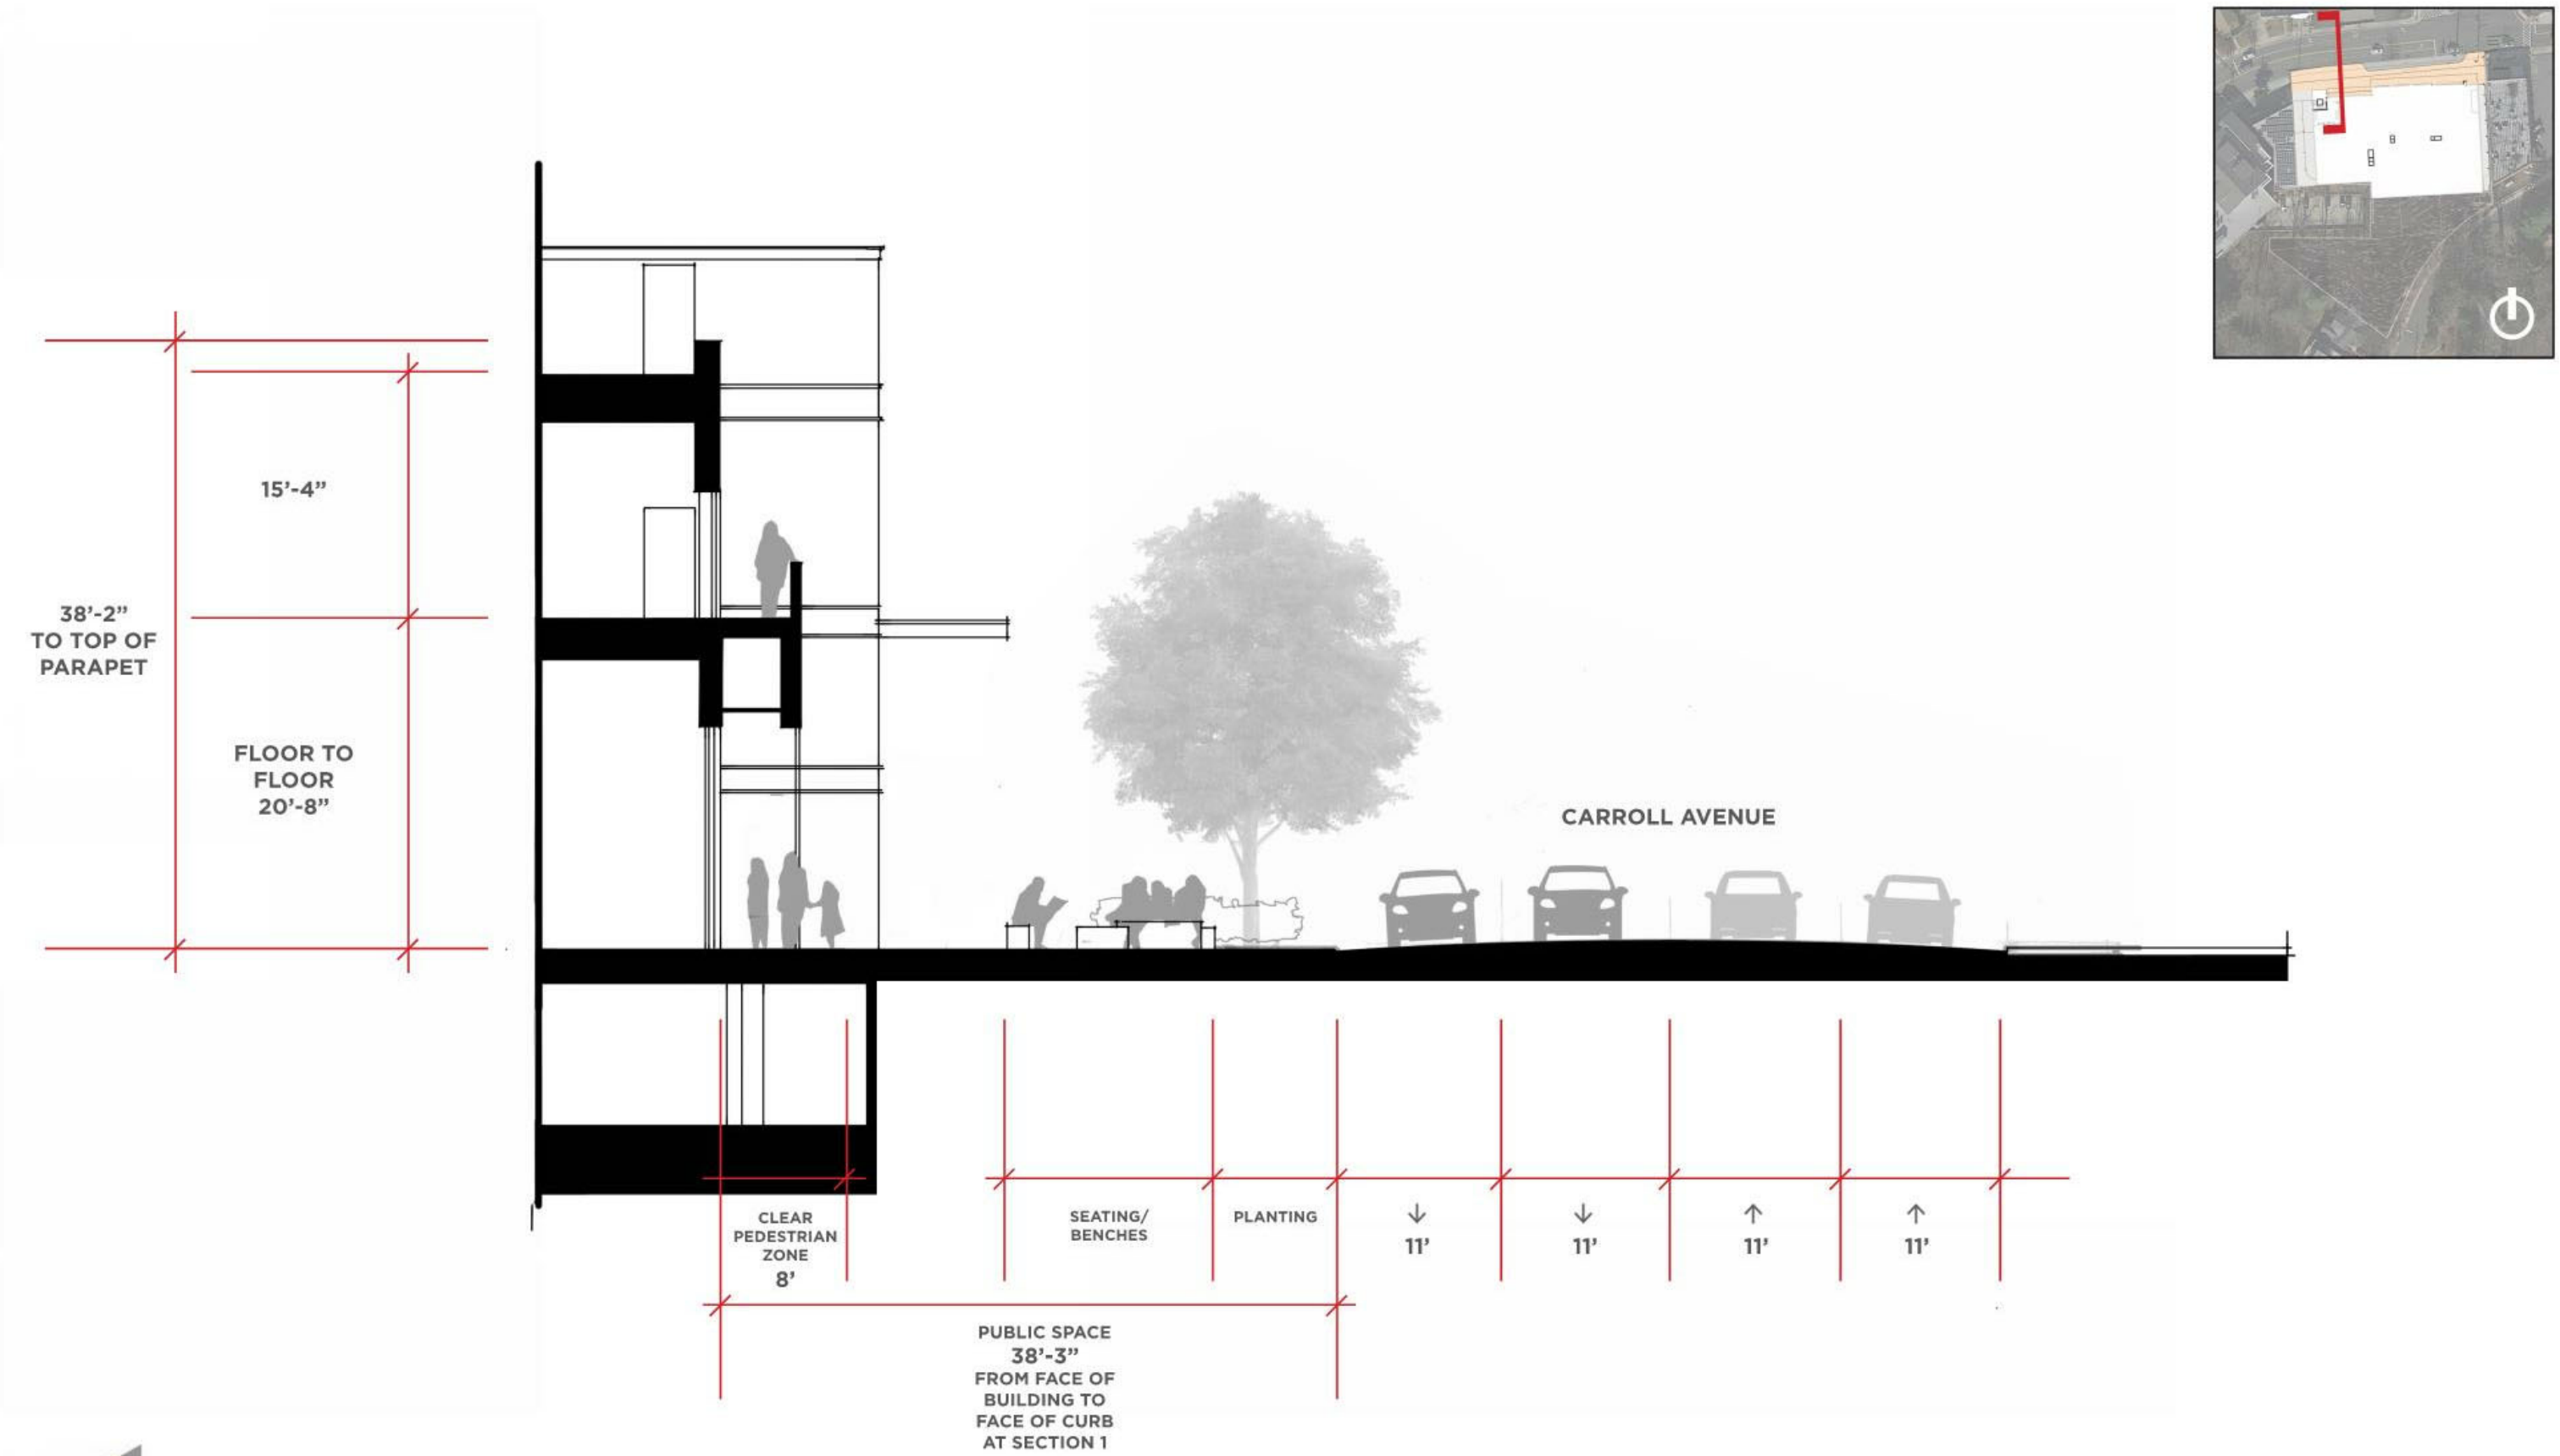 15’-4”
38’-2”
TO TOP OF
PARAPET
FLOOR TO
FLOOR
20’-8”
CARROLL AVENUE
CLEAR
PEDESTRIAN
ZONE
8’
SEATING/
BENCHES
PLANTING
↓
11’
↓
11’
↑
11’
↑
11’
PUBLIC SPACE
38’-3”
FROM FACE OF
BUILDING TO
FACE OF CURB
AT SECTION 1